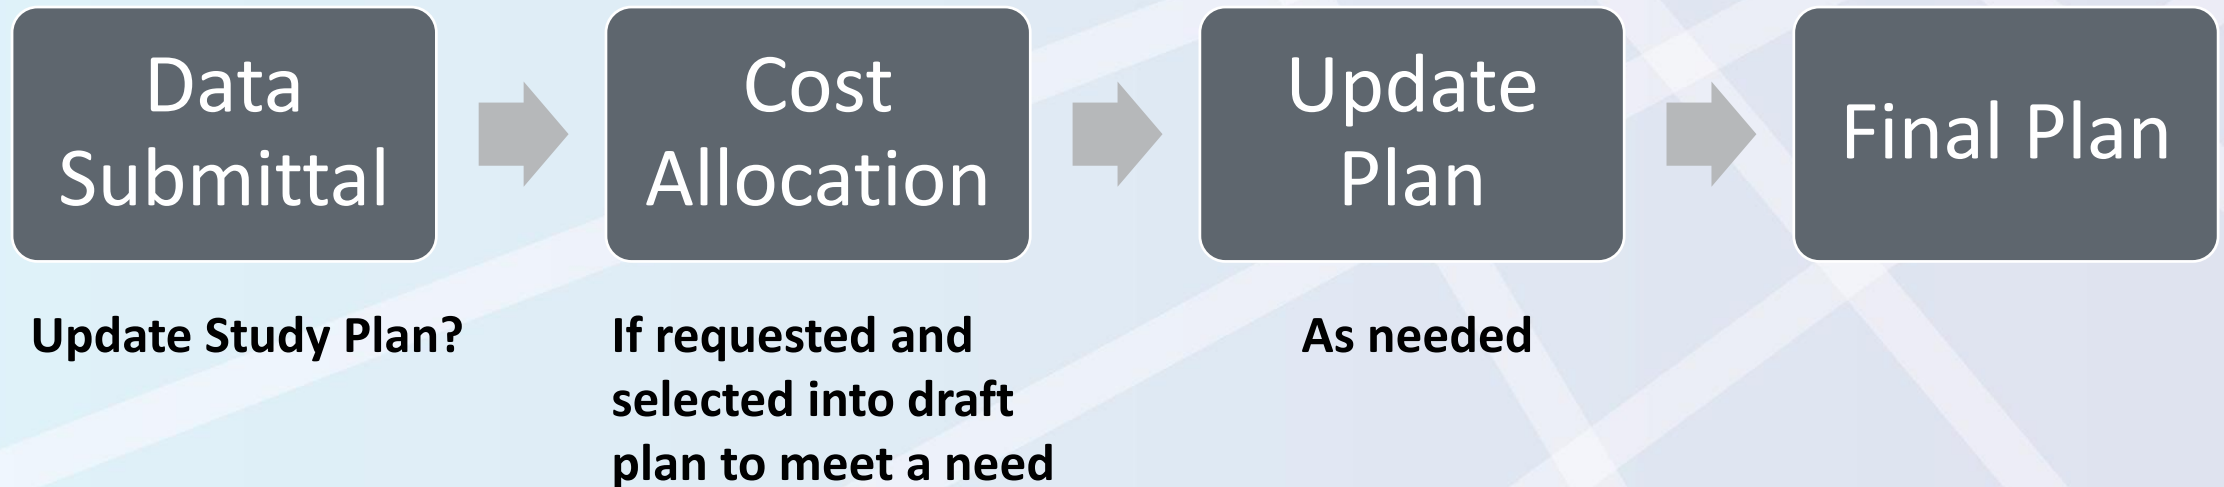 Data
Submittal
Cost
Allocation
Update
Plan
Final Plan
Update Study Plan?
If requested and
selected into draft
plan to meet a need
As needed